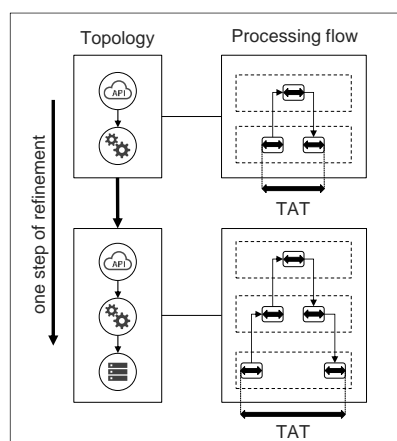 Topology
Processing flow
API
TAT
one step of refinement
API
TAT